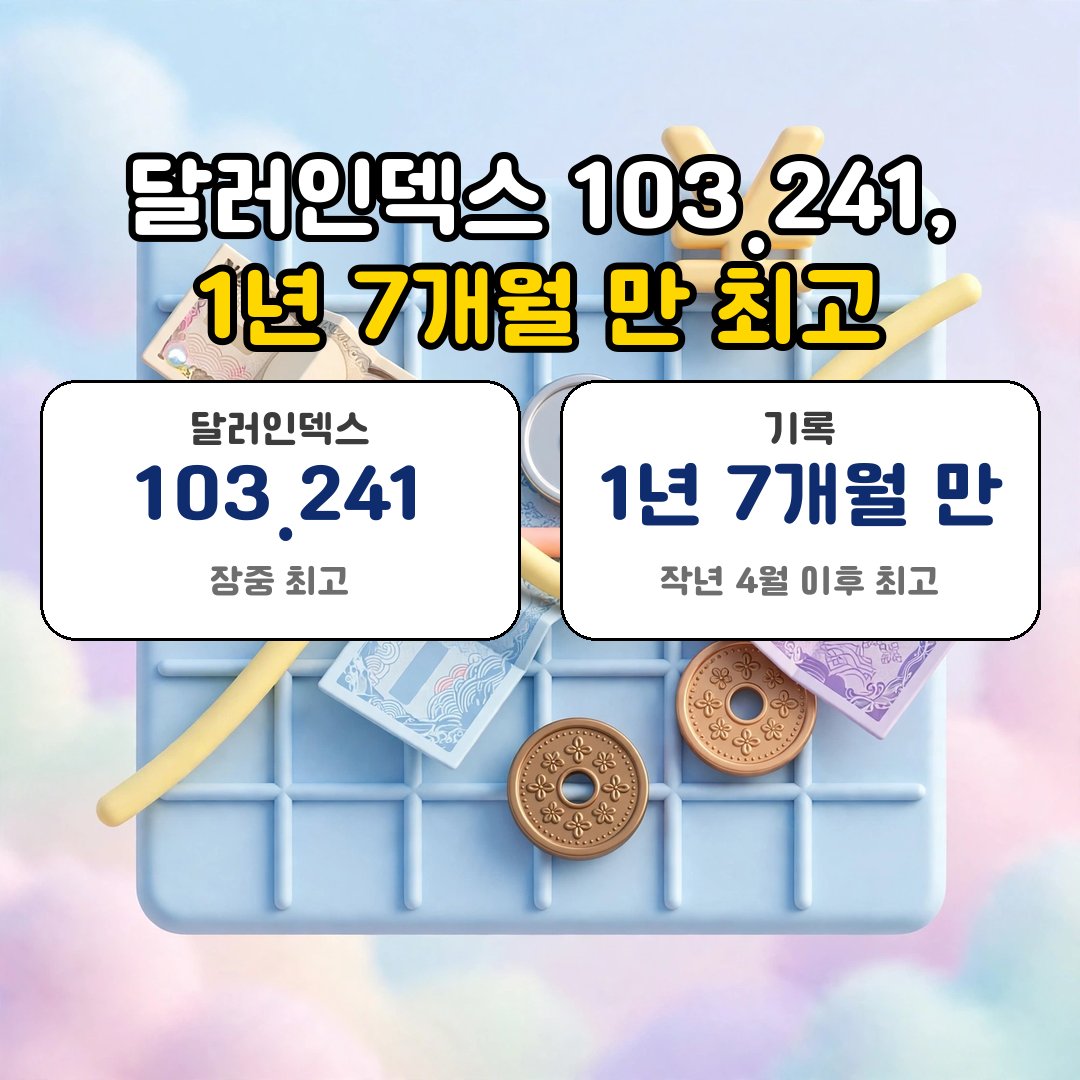 달러인덱스 103.241,
1년 7개월 만 최고
달러인덱스
103.241
장중 최고
기록
1년 7개월 만
작년 4월 이후 최고